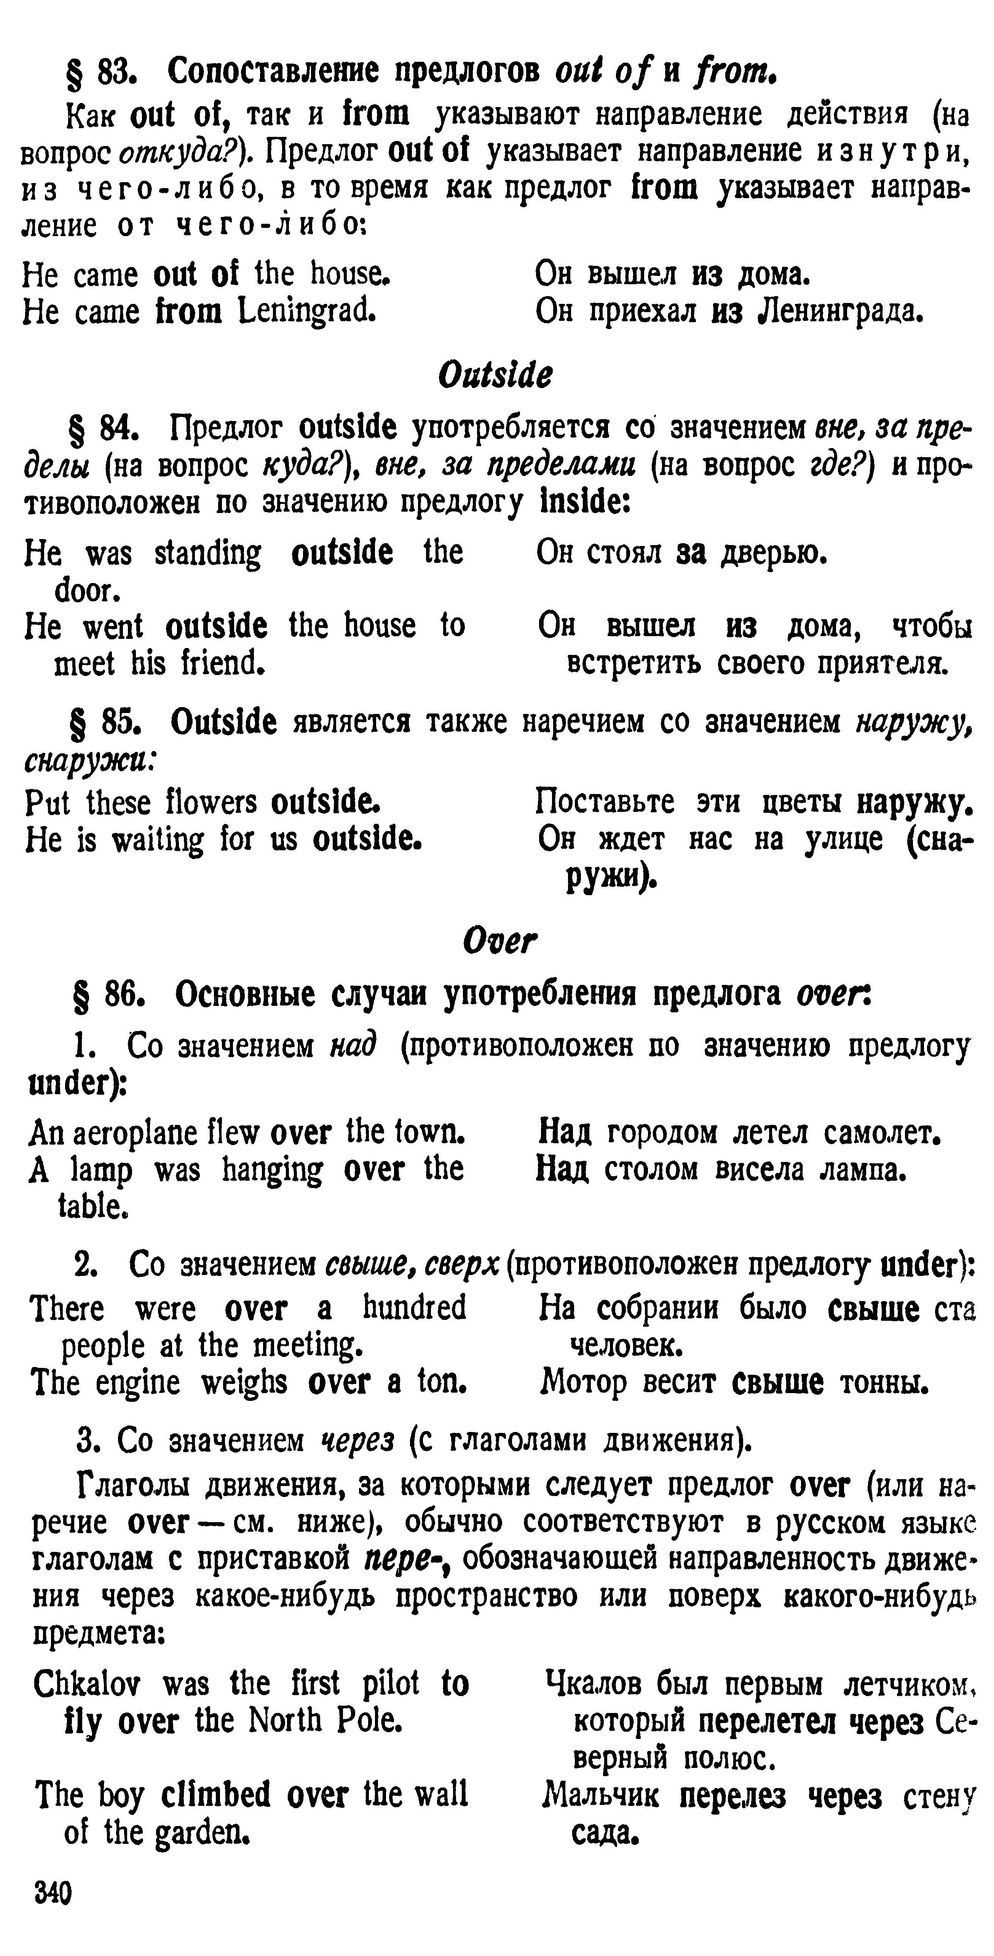 § 83. Сопоставление предлогов out of и from.
Как out of, так и from указывают направление действия (на
вопрос откуда?). Предлог out of указывает направление изнутри,
из чего-либо, в то время как предлог from указывает направ-
ление от чего-либо:
He came out of the house. Он вышел из дома.
He came from Leningrad. Он приехал из Ленинграда.
Outside
§ 84. Предлог outside употребляется со значением вне, за пре-
делы (на вопрос куда?), вне, за пределами (на вопрос где?) и про-
тивоположен по значению предлогу inside:
He was standing outside the Он стоял за дверью.
door.
He went outside the house to Он вышел из дома, чтобы
meet his friend. встретить своего приятеля.
§ 85. Outside является также наречием со значением наружу,
снаружи:
Put these flowers outside. Поставьте эти цветы наружу.
He is waiting for us outside. Он ждет нас на улице (сна-
ружи).
Over
§ 86. Основные случаи употребления предлога over:
1. Со значением над (противоположен по значению предлогу
under):
An aeroplane flew over the town. Над городом летел самолет.
A lamp was hanging over the Над столом висела лампа.
table.
2. Со значением свыше, сверх (противоположен предлогу under):
There were over a hundred На собрании было свыше ста
people at the meeting. человек.
The engine weighs over a ton. Мотор весит свыше тонны.
3. Со значением через (с глаголами движения).
Глаголы движения, за которыми следует предлог over (или на-
речие over — см. ниже), обычно соответствуют в русском языке
глаголам с приставкой пере-, обозначающей направленность движе-
ния через какое-нибудь пространство или поверх какого-нибудь
предмета:
Chkalov was the first pilot to Чкалов был первым летчиком,
fly over the North Pole. который перелетел через Се-
верный полюс.
The boy climbed over the wall Мальчик перелез через стену
of the garden. сада.
340